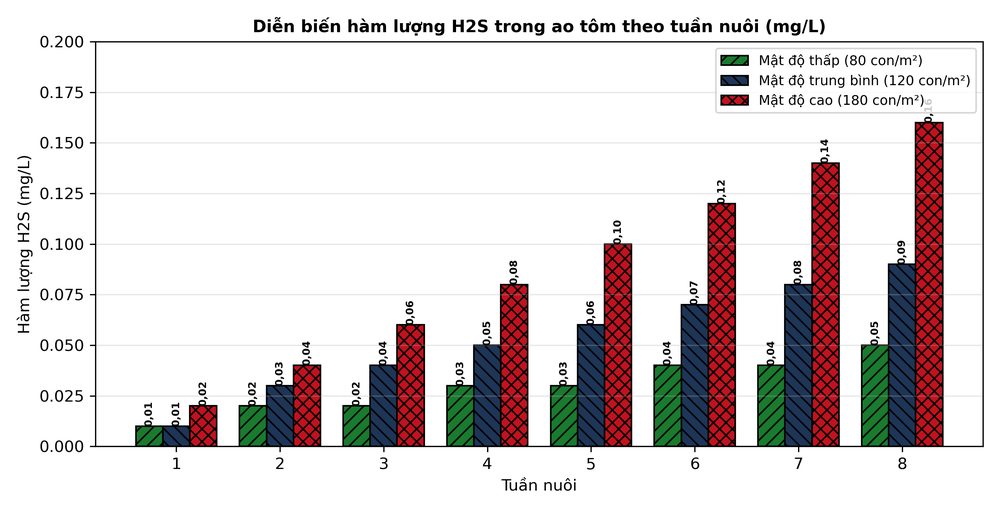 Diễn biến hàm lượng H2S trong ao tôm theo tuần nuôi (mg/L)
Hàm lượng H2S (mg/L)
0.200
0.175
0.150
0.125
0.100
0.075
0.050
0.025
0.000
Mật độ thấp (80 con/m²)
Mật độ trung bình (120 con/m²)
Mật độ cao (180 con/m²)
0,01 0,01 0,02
0,02 0,03 0,04
0,02 0,04 0,06
0,03 0,05 0,08
0,03 0,06 0,10
0,04 0,07 0,12
0,04 0,08 0,14
0,05 0,09 0,16
1 2 3 4 5 6 7 8
Tuần nuôi